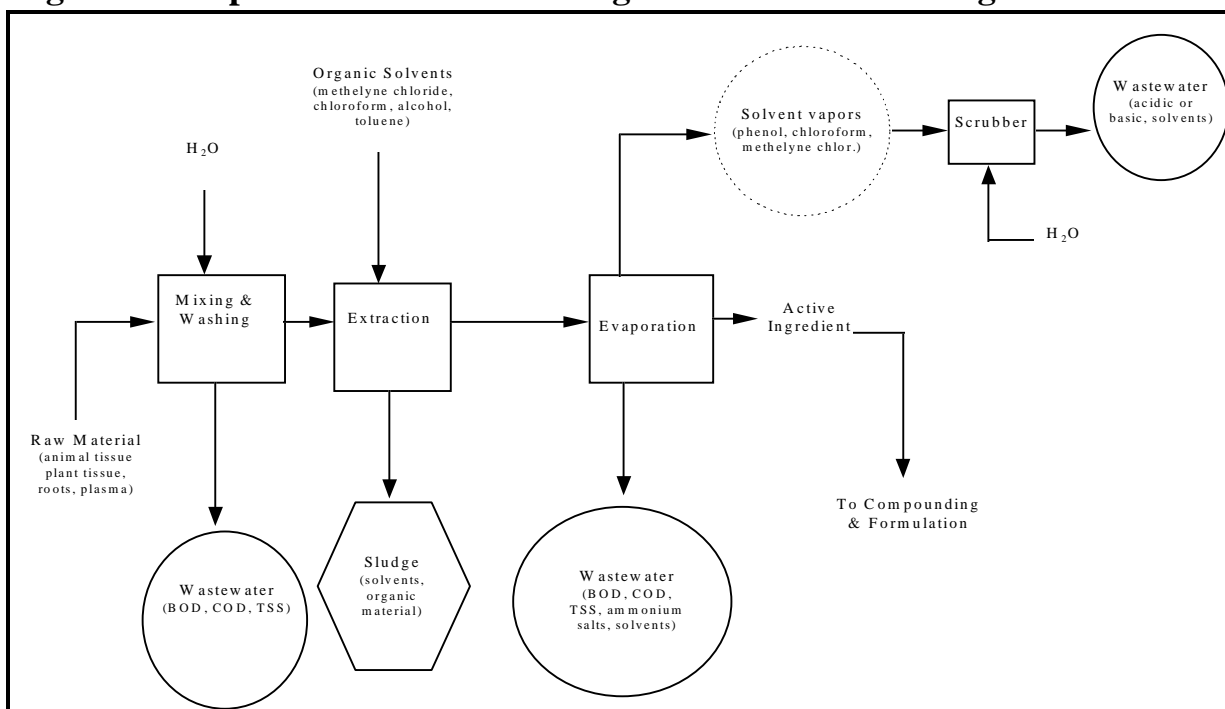 Organic Solvents
(methelyne chloride,
chloroform, alcohol,
toluene)
H2O
Solvent vapors
(phenol, chloroform,
methelyne chlor.)
Scrubber
Wastewater
(acidic or
basic, solvents)
H2O
Mixing &
Washing
Extraction
Evaporation
Active
Ingredient
Raw Material
(animal tissue
plant tissue,
roots, plasma)
To Compounding
& Formulation
Wastewater
(BOD, COD, TSS)
Sludge
(solvents,
organic
material)
Wastewater
(BOD, COD,
TSS, ammonium
salts, solvents)